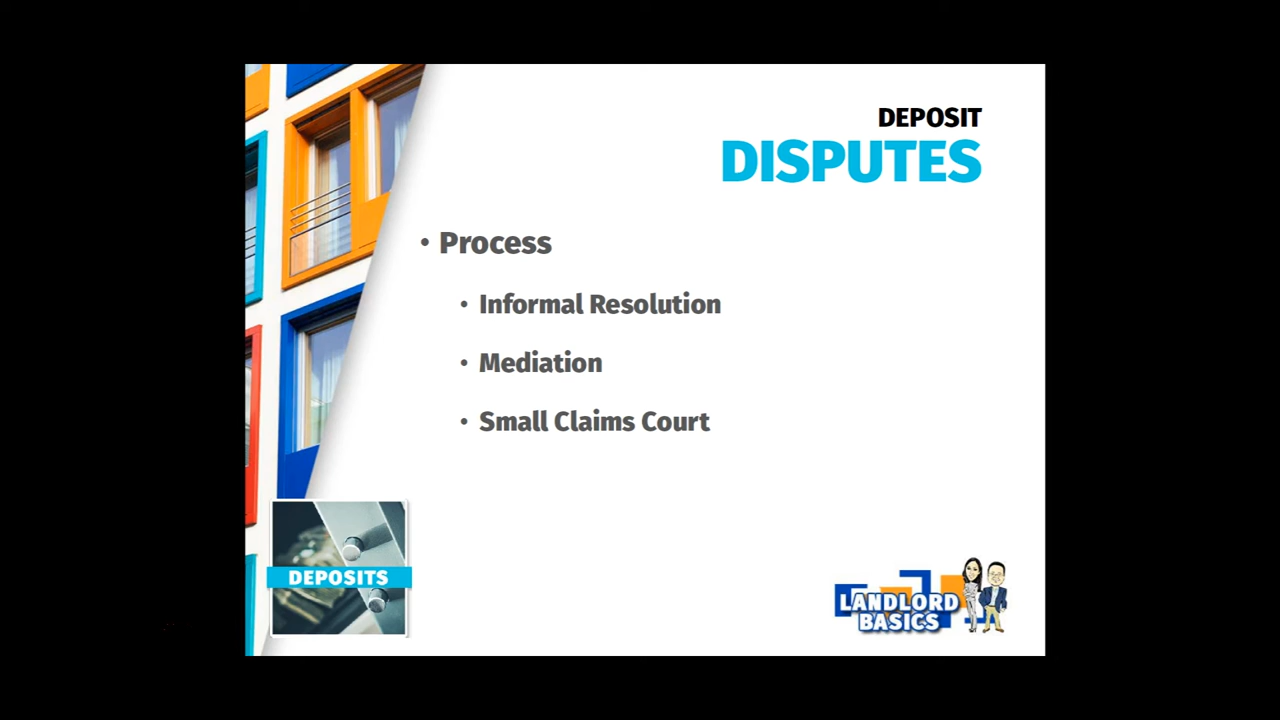 DEPOSIT
DISPUTES
• Process
• Informal Resolution
• Mediation
• Small Claims Court
DEPOSITS
LANDLORD
BASICS